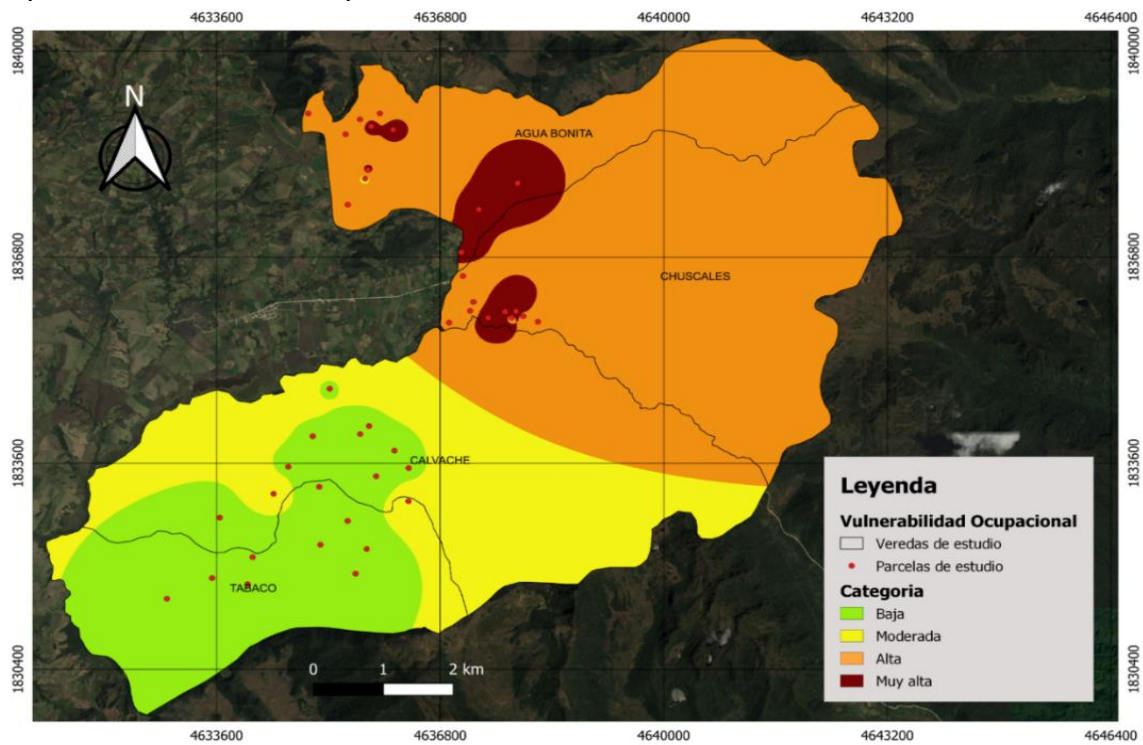 4633600 4636800 4640000 4643200 4646400
1840000 1840000
N
AGUA BONITA
1836800 1836800
CHUSCALES
1833600 1833600
CALVACHE
TABACO
1830400 1830400
0 1 2 km
Leyenda
Vulnerabilidad Ocupacional
Veredas de estudio
Parcelas de estudio
Categoria
Baja
Moderada
Alta
Muy alta
4633600 4636800 4640000 4643200 4646400